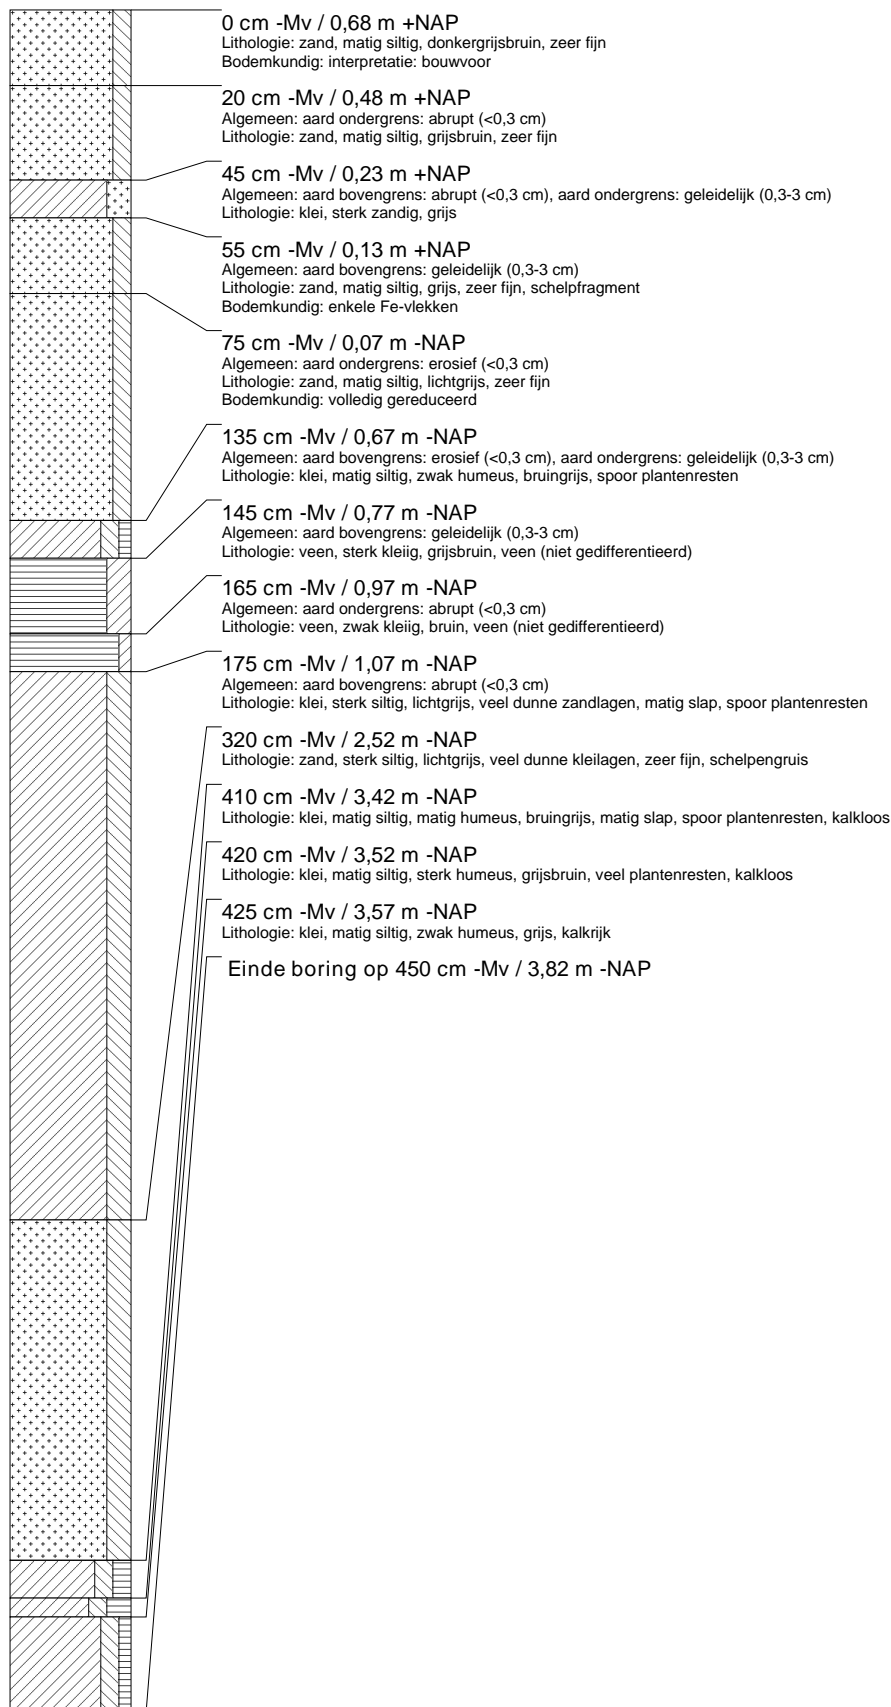 0 cm -Mv / 0,68 m +NAP
Lithologie: zand, matig siltig, donkergrijsbruin, zeer fijn
Bodemkundig: interpretatie: bouwvoor
20 cm -Mv / 0,48 m +NAP
Algemeen: aard ondergrens: abrupt (<0,3 cm)
Lithologie: zand, matig siltig, grijsbruin, zeer fijn
45 cm -Mv / 0,23 m +NAP
Algemeen: aard bovengrens: abrupt (<0,3 cm), aard ondergrens: geleidelijk (0,3-3 cm)
Lithologie: klei, sterk zandig, grijs
55 cm -Mv / 0,13 m +NAP
Algemeen: aard bovengrens: geleidelijk (0,3-3 cm)
Lithologie: zand, matig siltig, grijs, zeer fijn, schelpfragment
Bodemkundig: enkele Fe-vlekken
75 cm -Mv / 0,07 m -NAP
Algemeen: aard ondergrens: erosief (<0,3 cm)
Lithologie: zand, matig siltig, lichtgrijs, zeer fijn
Bodemkundig: volledig gereduceerd
135 cm -Mv / 0,67 m -NAP
Algemeen: aard bovengrens: erosief (<0,3 cm), aard ondergrens: geleidelijk (0,3-3 cm)
Lithologie: klei, matig siltig, zwak humeus, bruingrijs, spoor plantenresten
145 cm -Mv / 0,77 m -NAP
Algemeen: aard bovengrens: geleidelijk (0,3-3 cm)
Lithologie: veen, sterk kleiig, grijsbruin, veen (niet gedifferentieerd)
165 cm -Mv / 0,97 m -NAP
Algemeen: aard ondergrens: abrupt (<0,3 cm)
Lithologie: veen, zwak kleiig, bruin, veen (niet gedifferentieerd)
175 cm -Mv / 1,07 m -NAP
Algemeen: aard bovengrens: abrupt (<0,3 cm)
Lithologie: klei, sterk siltig, lichtgrijs, veel dunne zandlagen, matig slap, spoor plantenresten
320 cm -Mv / 2,52 m -NAP
Lithologie: zand, sterk siltig, lichtgrijs, veel dunne kleilagen, zeer fijn, schelpengruis
410 cm -Mv / 3,42 m -NAP
Lithologie: klei, matig siltig, matig humeus, bruingrijs, matig slap, spoor plantenresten, kalkloos
420 cm -Mv / 3,52 m -NAP
Lithologie: klei, matig siltig, sterk humeus, grijsbruin, veel plantenresten, kalkloos
425 cm -Mv / 3,57 m -NAP
Lithologie: klei, matig siltig, zwak humeus, grijs, kalkrijk
Einde boring op 450 cm -Mv / 3,82 m -NAP